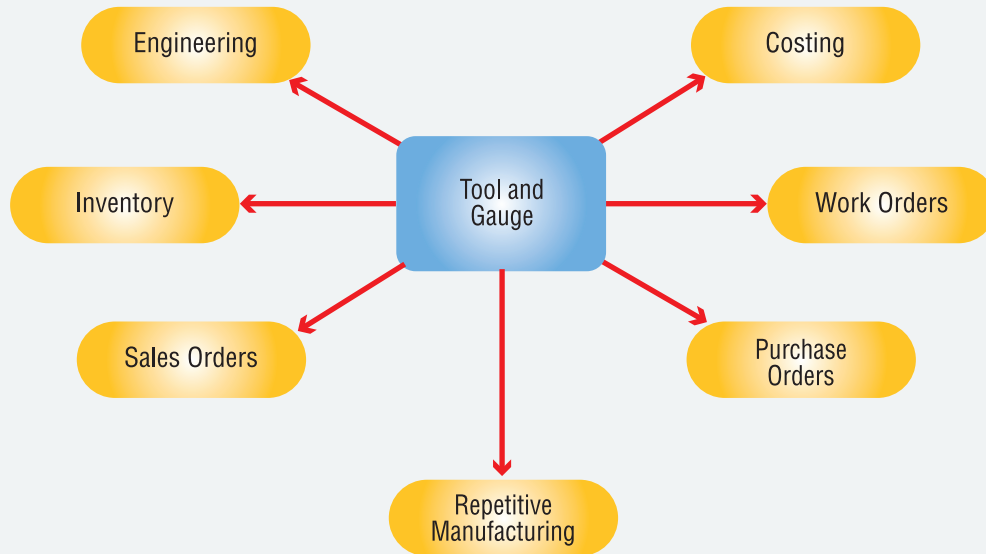 Engineering
Costing
Inventory
Tool and
Gauge
Work Orders
Sales Orders
Purchase
Orders
Repetitive
Manufacturing